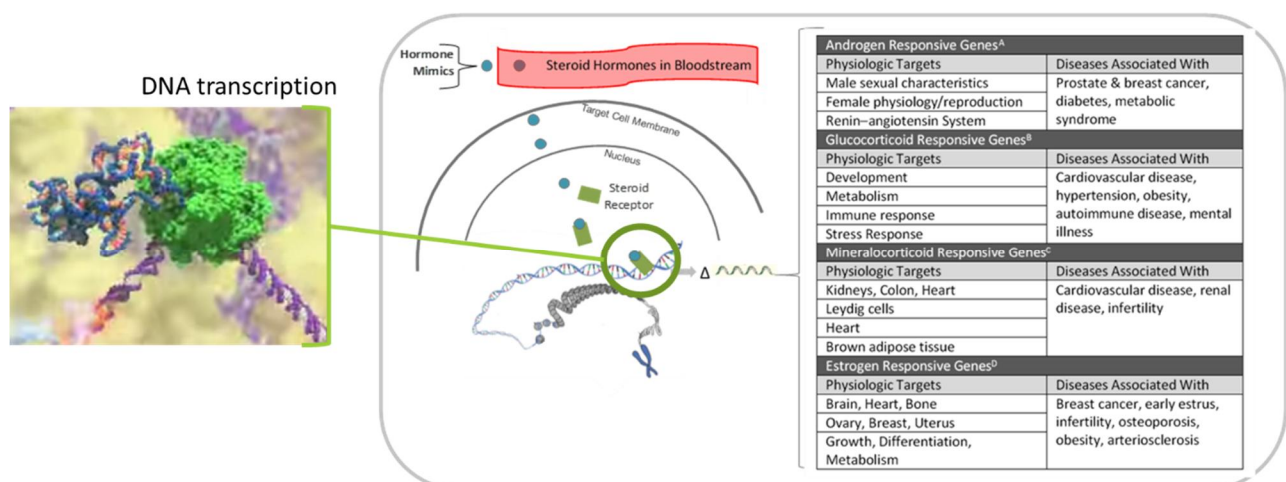 DNA transcription
Hormone
Mimics
Steroid Hormones in Bloodstream
Target Cell Membrane
Nucleus
Steroid
Receptor
Δ
Androgen Responsive Genesᴬ
Physiologic Targets Diseases Associated With
Male sexual characteristics Prostate & breast cancer,
Female physiology/reproduction diabetes, metabolic
Renin–angiotensin System syndrome
Glucocorticoid Responsive Genesᴮ
Physiologic Targets Diseases Associated With
Development Cardiovascular disease,
Metabolism hypertension, obesity,
Immune response autoimmune disease, mental
Stress Response illness
Mineralocorticoid Responsive GenesC
Physiologic Targets Diseases Associated With
Kidneys, Colon, Heart Cardiovascular disease, renal
Leydig cells disease, infertility
Heart
Brown adipose tissue
Estrogen Responsive Genesᴰ
Physiologic Targets Diseases Associated With
Brain, Heart, Bone Breast cancer, early estrus,
Ovary, Breast, Uterus infertility, osteoporosis,
Growth, Differentiation, obesity, arteriosclerosis
Metabolism